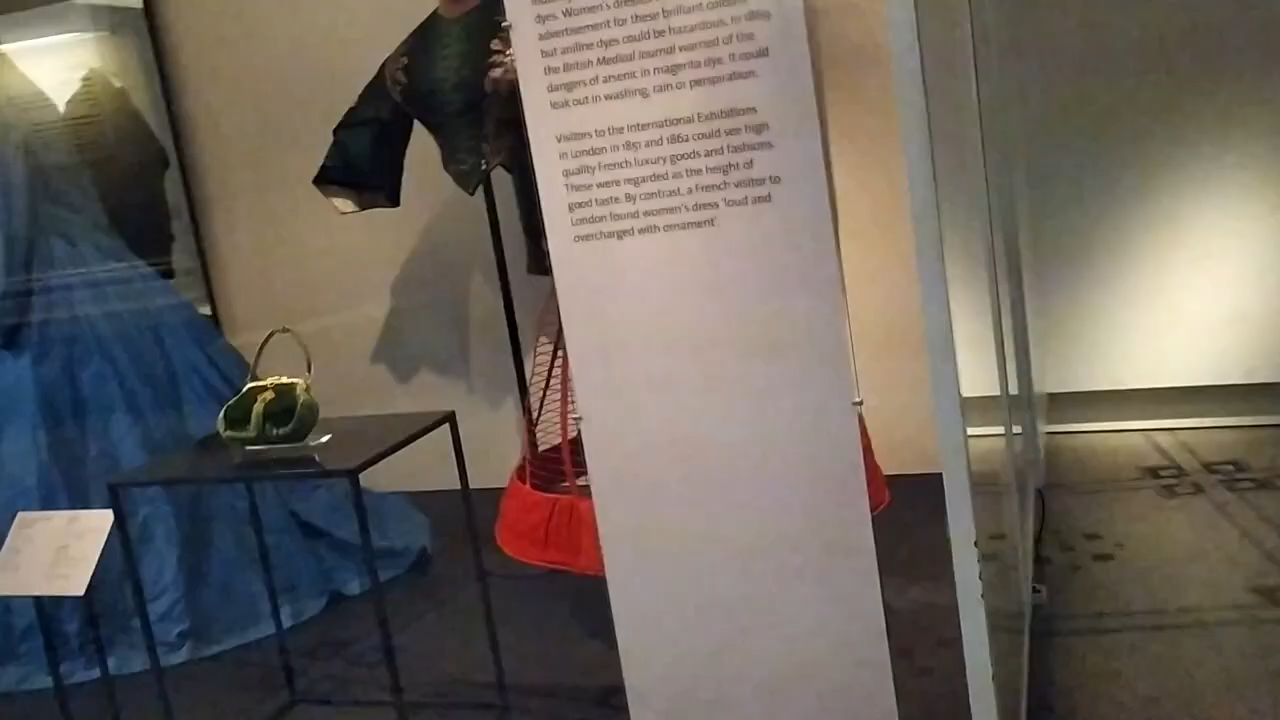 dyes. Women's dresses
advertisement for these brilliant colours
but aniline dyes could be hazardous. In 1869
the British Medical Journal warned of the
dangers of arsenic in magenta dye. It could
leak out in washing, rain or perspiration.
Visitors to the International Exhibitions
in London in 1851 and 1862 could see high
quality French luxury goods and fashions.
These were regarded as the height of
good taste. By contrast, a French visitor to
London found women's dress 'loud and
overcharged with ornament'.